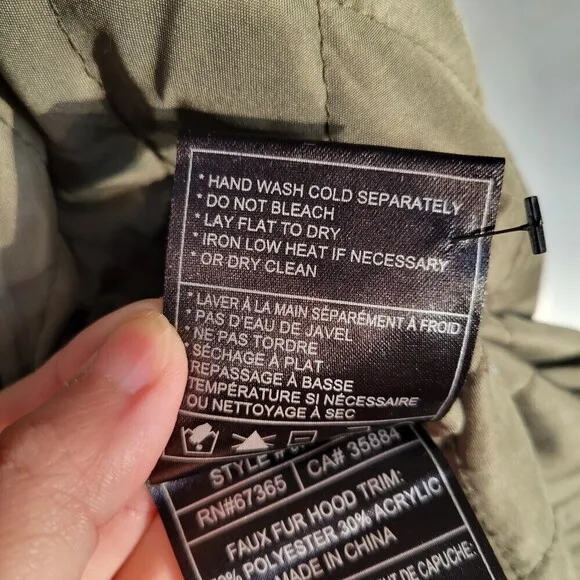 * HAND WASH COLD SEPARATELY
* DO NOT BLEACH
* LAY FLAT TO DRY
* IRON LOW HEAT IF NECESSARY
* OR DRY CLEAN
* LAVER À LA MAIN SÉPARÉMENT À FROID
* PAS D'EAU DE JAVEL
* NE PAS TORDRE
* SÉCHAGE À PLAT
REPASSAGE À BASSE
TEMPÉRATURE SI NÉCESSAIRE
OU NETTOYAGE À SEC
STYLE #
RN#67365 CA# 35884
FAUX FUR HOOD TRIM:
POLYESTER 30% ACRYLIC
MADE IN CHINA
DE CAPUCHE: